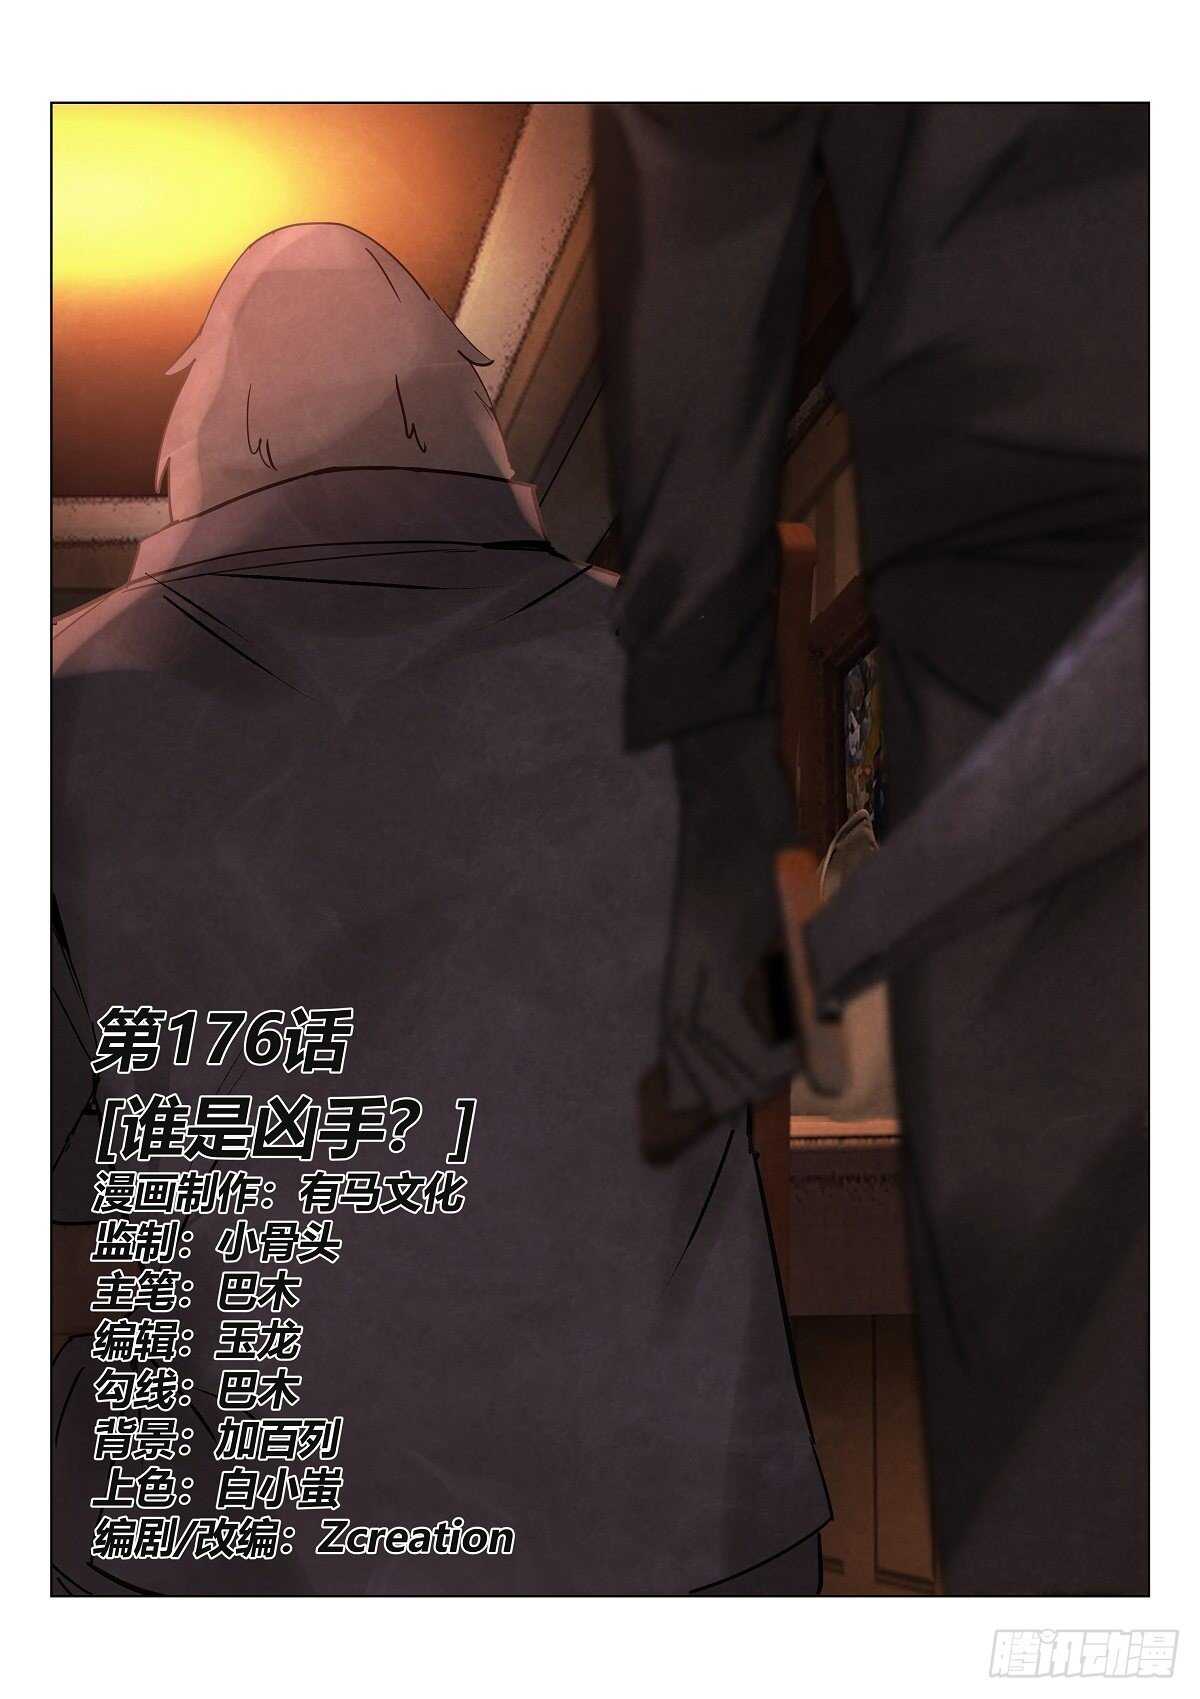 第176话
[谁是凶手？]
漫画制作：有马文化
监制：小骨头
主笔：巴木
编辑：玉龙
勾线：巴木
背景：加百列
上色：白小蚩
编剧/改编：Zcreation
腾讯动漫